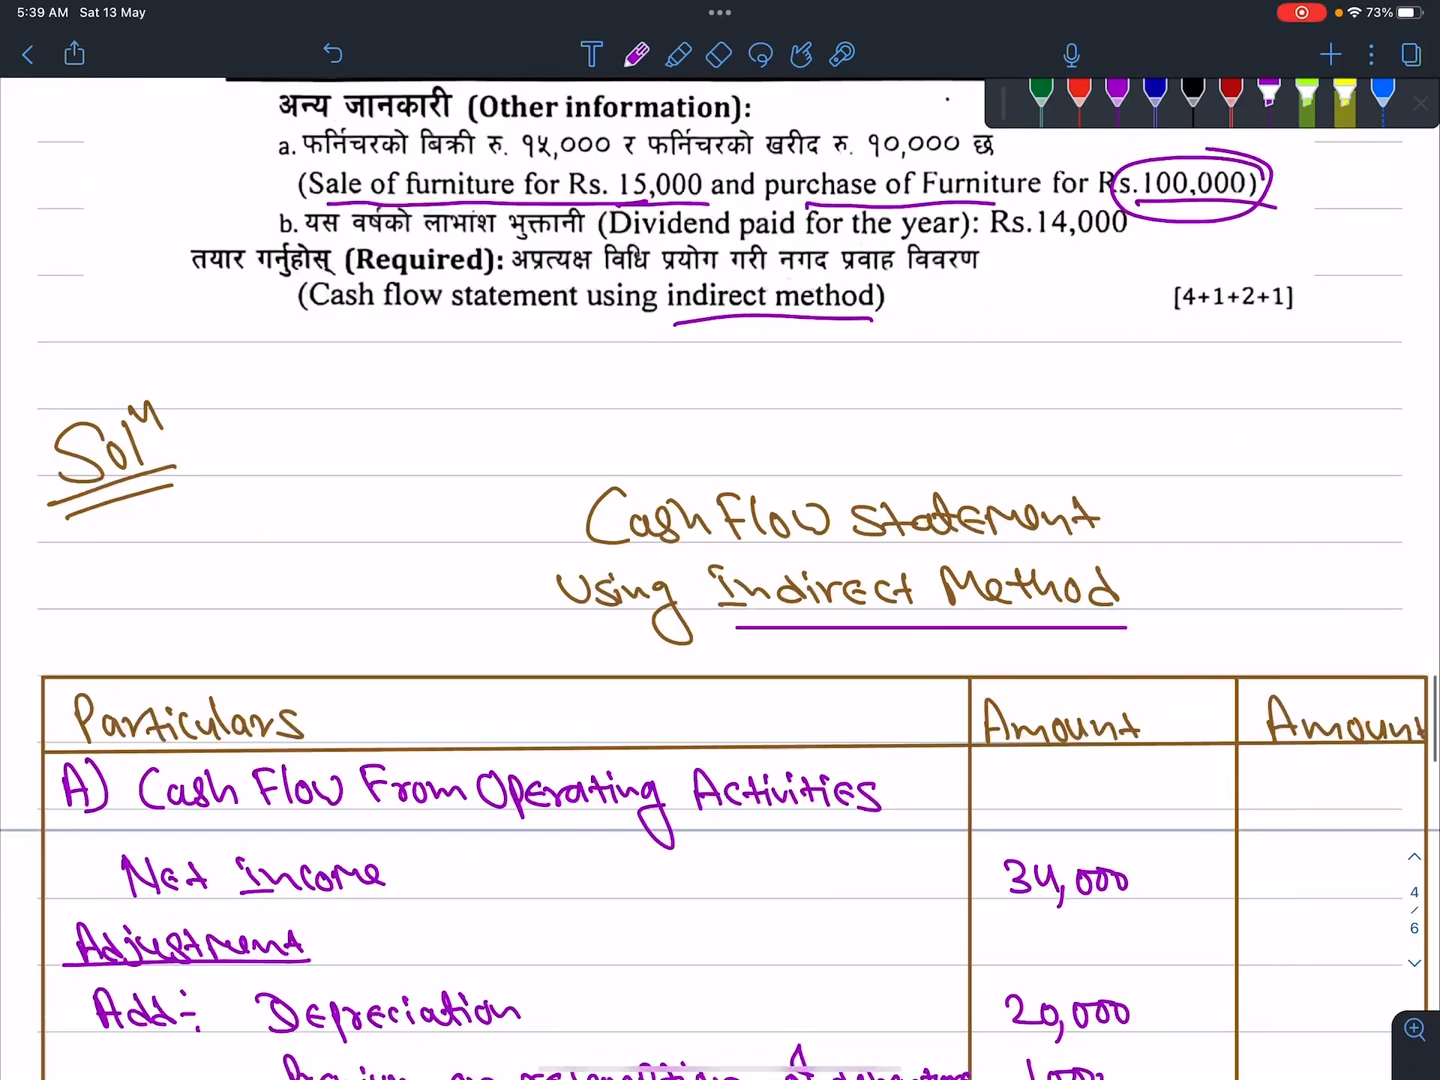 5:39 AM Sat 13 May
73%
अन्य जानकारी (Other information):
a. फर्निचरको बिक्री रु. १५,००० र फर्निचरको खरीद रु. १०,००० छ
(Sale of furniture for Rs. 15,000 and purchase of Furniture for Rs.100,000)
b. यस वर्षको लाभांश भुक्तानी (Dividend paid for the year): Rs.14,000
तयार गर्नुहोस् (Required): अप्रत्यक्ष विधि प्रयोग गरी नगद प्रवाह विवरण
(Cash flow statement using indirect method) [4+1+2+1]
Solⁿ
Cash Flow Statement
Using Indirect Method
Particulars Amount Amount
A) Cash Flow From Operating Activities
Net Income 34,000
Adjustment
Add:- Depreciation 20,000
4
/
6